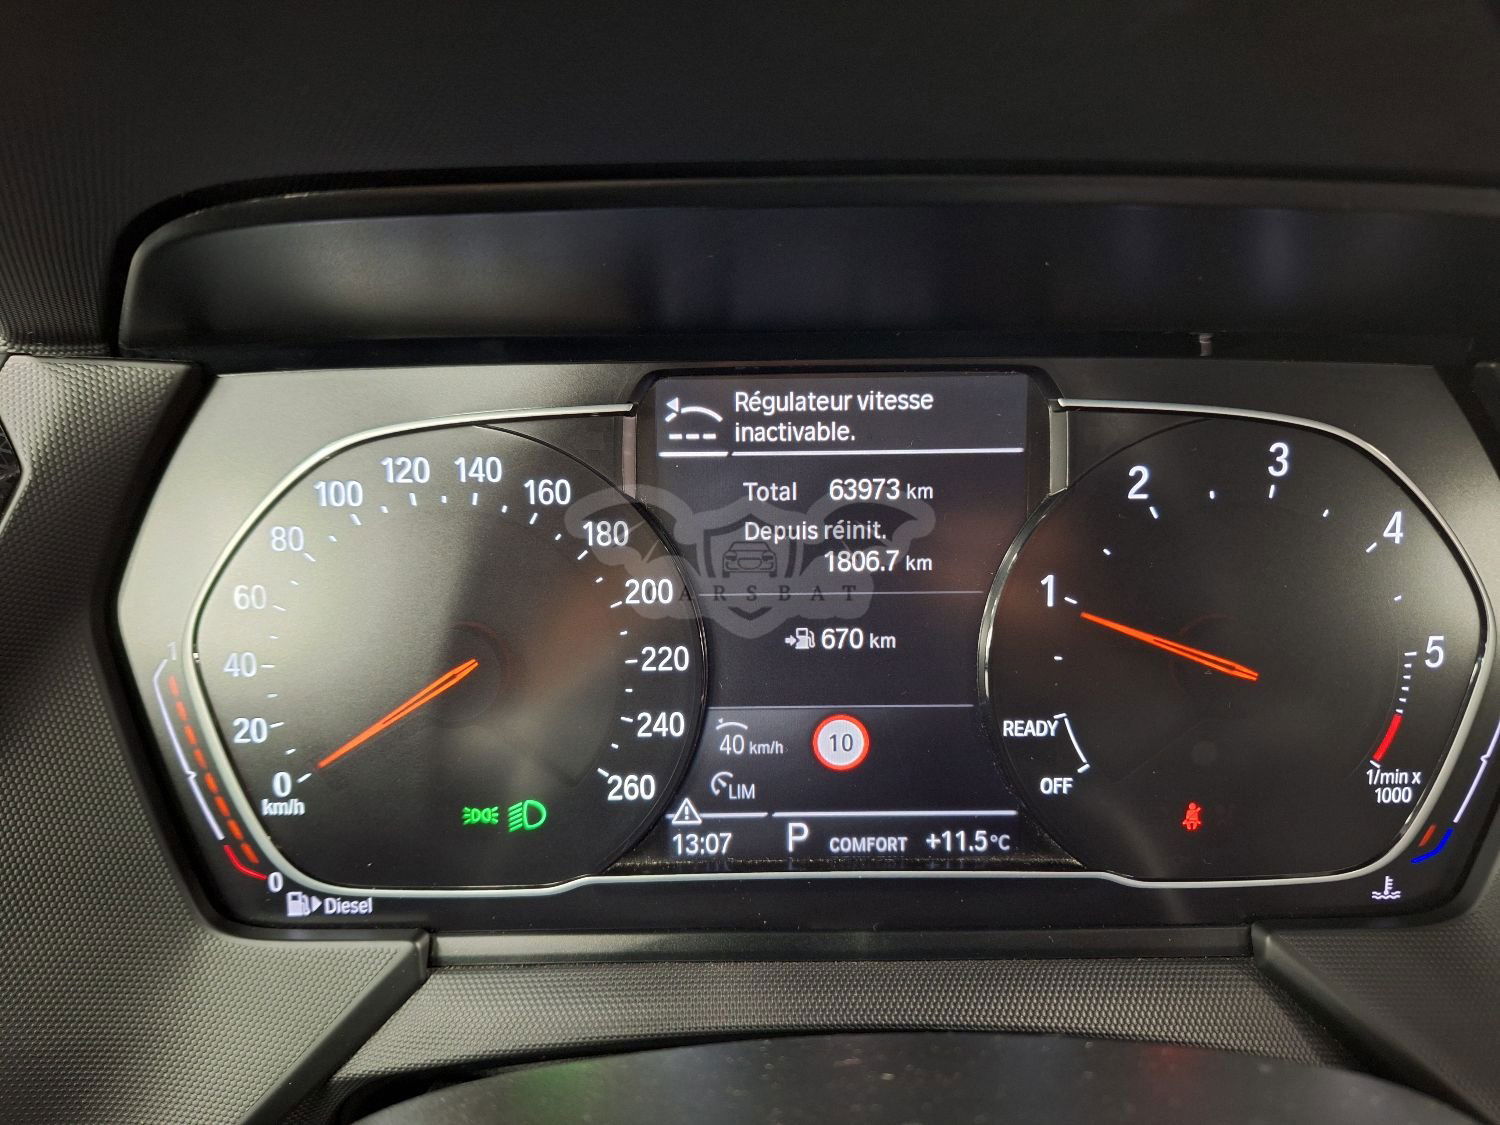 Régulateur vitesse
inactivable.
Total 63973 km
Depuis réinit.
1806.7 km
ARSBAT
670 km
40 km/h
10
LIM
13:07 P COMFORT +11.5°C
0
20
40
60
80
100
120
140
160
180
200
220
240
260
km/h
1
0
Diesel
1
2
3
4
5
READY
OFF
1/min x
1000